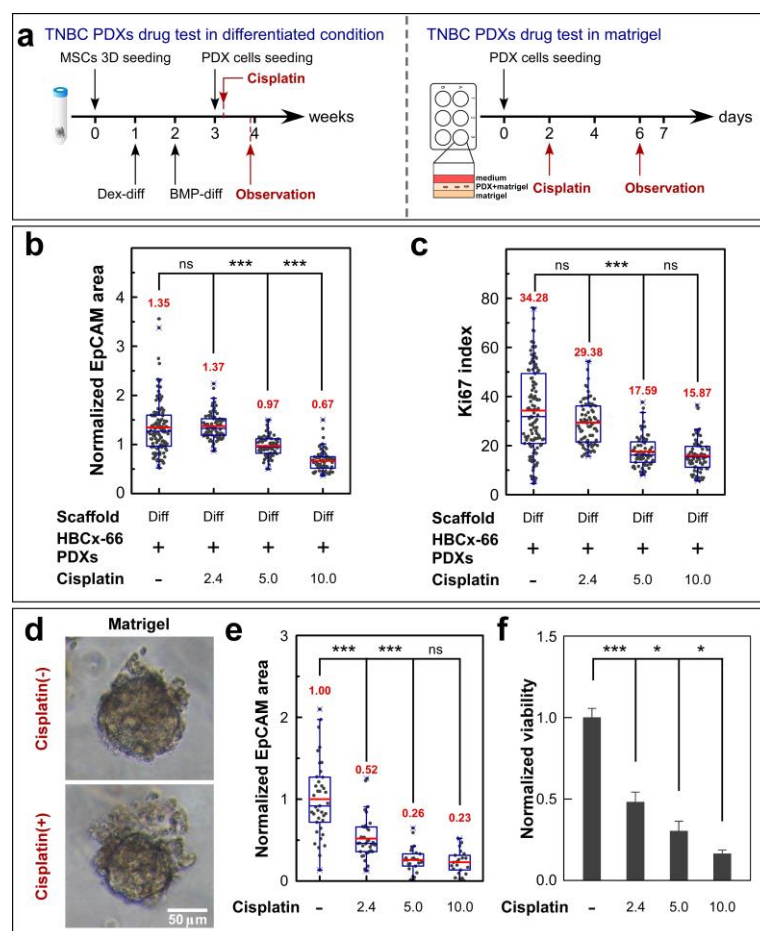 a
TNBC PDXs drug test in differentiated condition
MSCs 3D seeding PDX cells seeding
Cisplatin
weeks
0 1 2 3 4
Dex-diff BMP-diff Observation
TNBC PDXs drug test in matrigel
PDX cells seeding
days
0 2 4 6 7
medium
PDX+matrigel
matrigel
Cisplatin Observation
b
ns *** ***
Normalized EpCAM area
4
3
2
1
0
1.35
1.37
0.97
0.67
Scaffold Diff Diff Diff Diff
HBCx-66
PDXs + + + +
Cisplatin - 2.4 5.0 10.0
c
ns *** ns
Ki67 index
80
60
40
20
0
34.28
29.38
17.59
15.87
Scaffold Diff Diff Diff Diff
HBCx-66
PDXs + + + +
Cisplatin - 2.4 5.0 10.0
d
Matrigel
Cisplatin(-)
Cisplatin(+)
50 μm
e
*** *** ns
Normalized EpCAM area
3
2
1
0
1.00
0.52
0.26
0.23
Cisplatin - 2.4 5.0 10.0
f
*** * *
Normalized viability
1.5
1.0
0.5
0.0
- 2.4 5.0 10.0